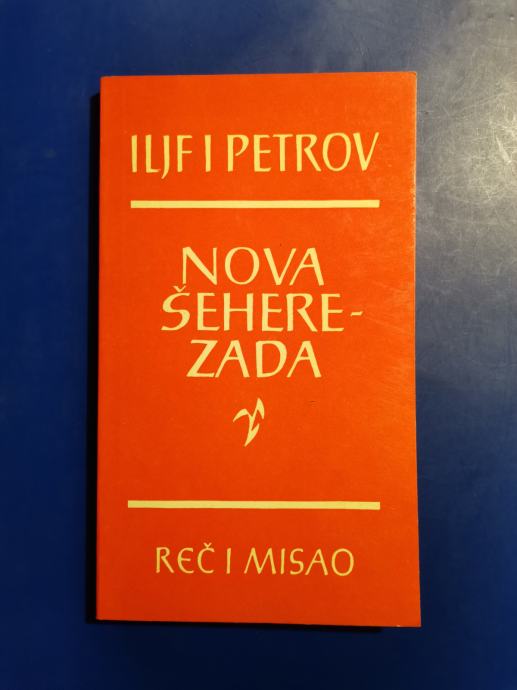 ILJF I PETROV
NOVA
ŠEHERE-
ZADA
REČ I MISAO